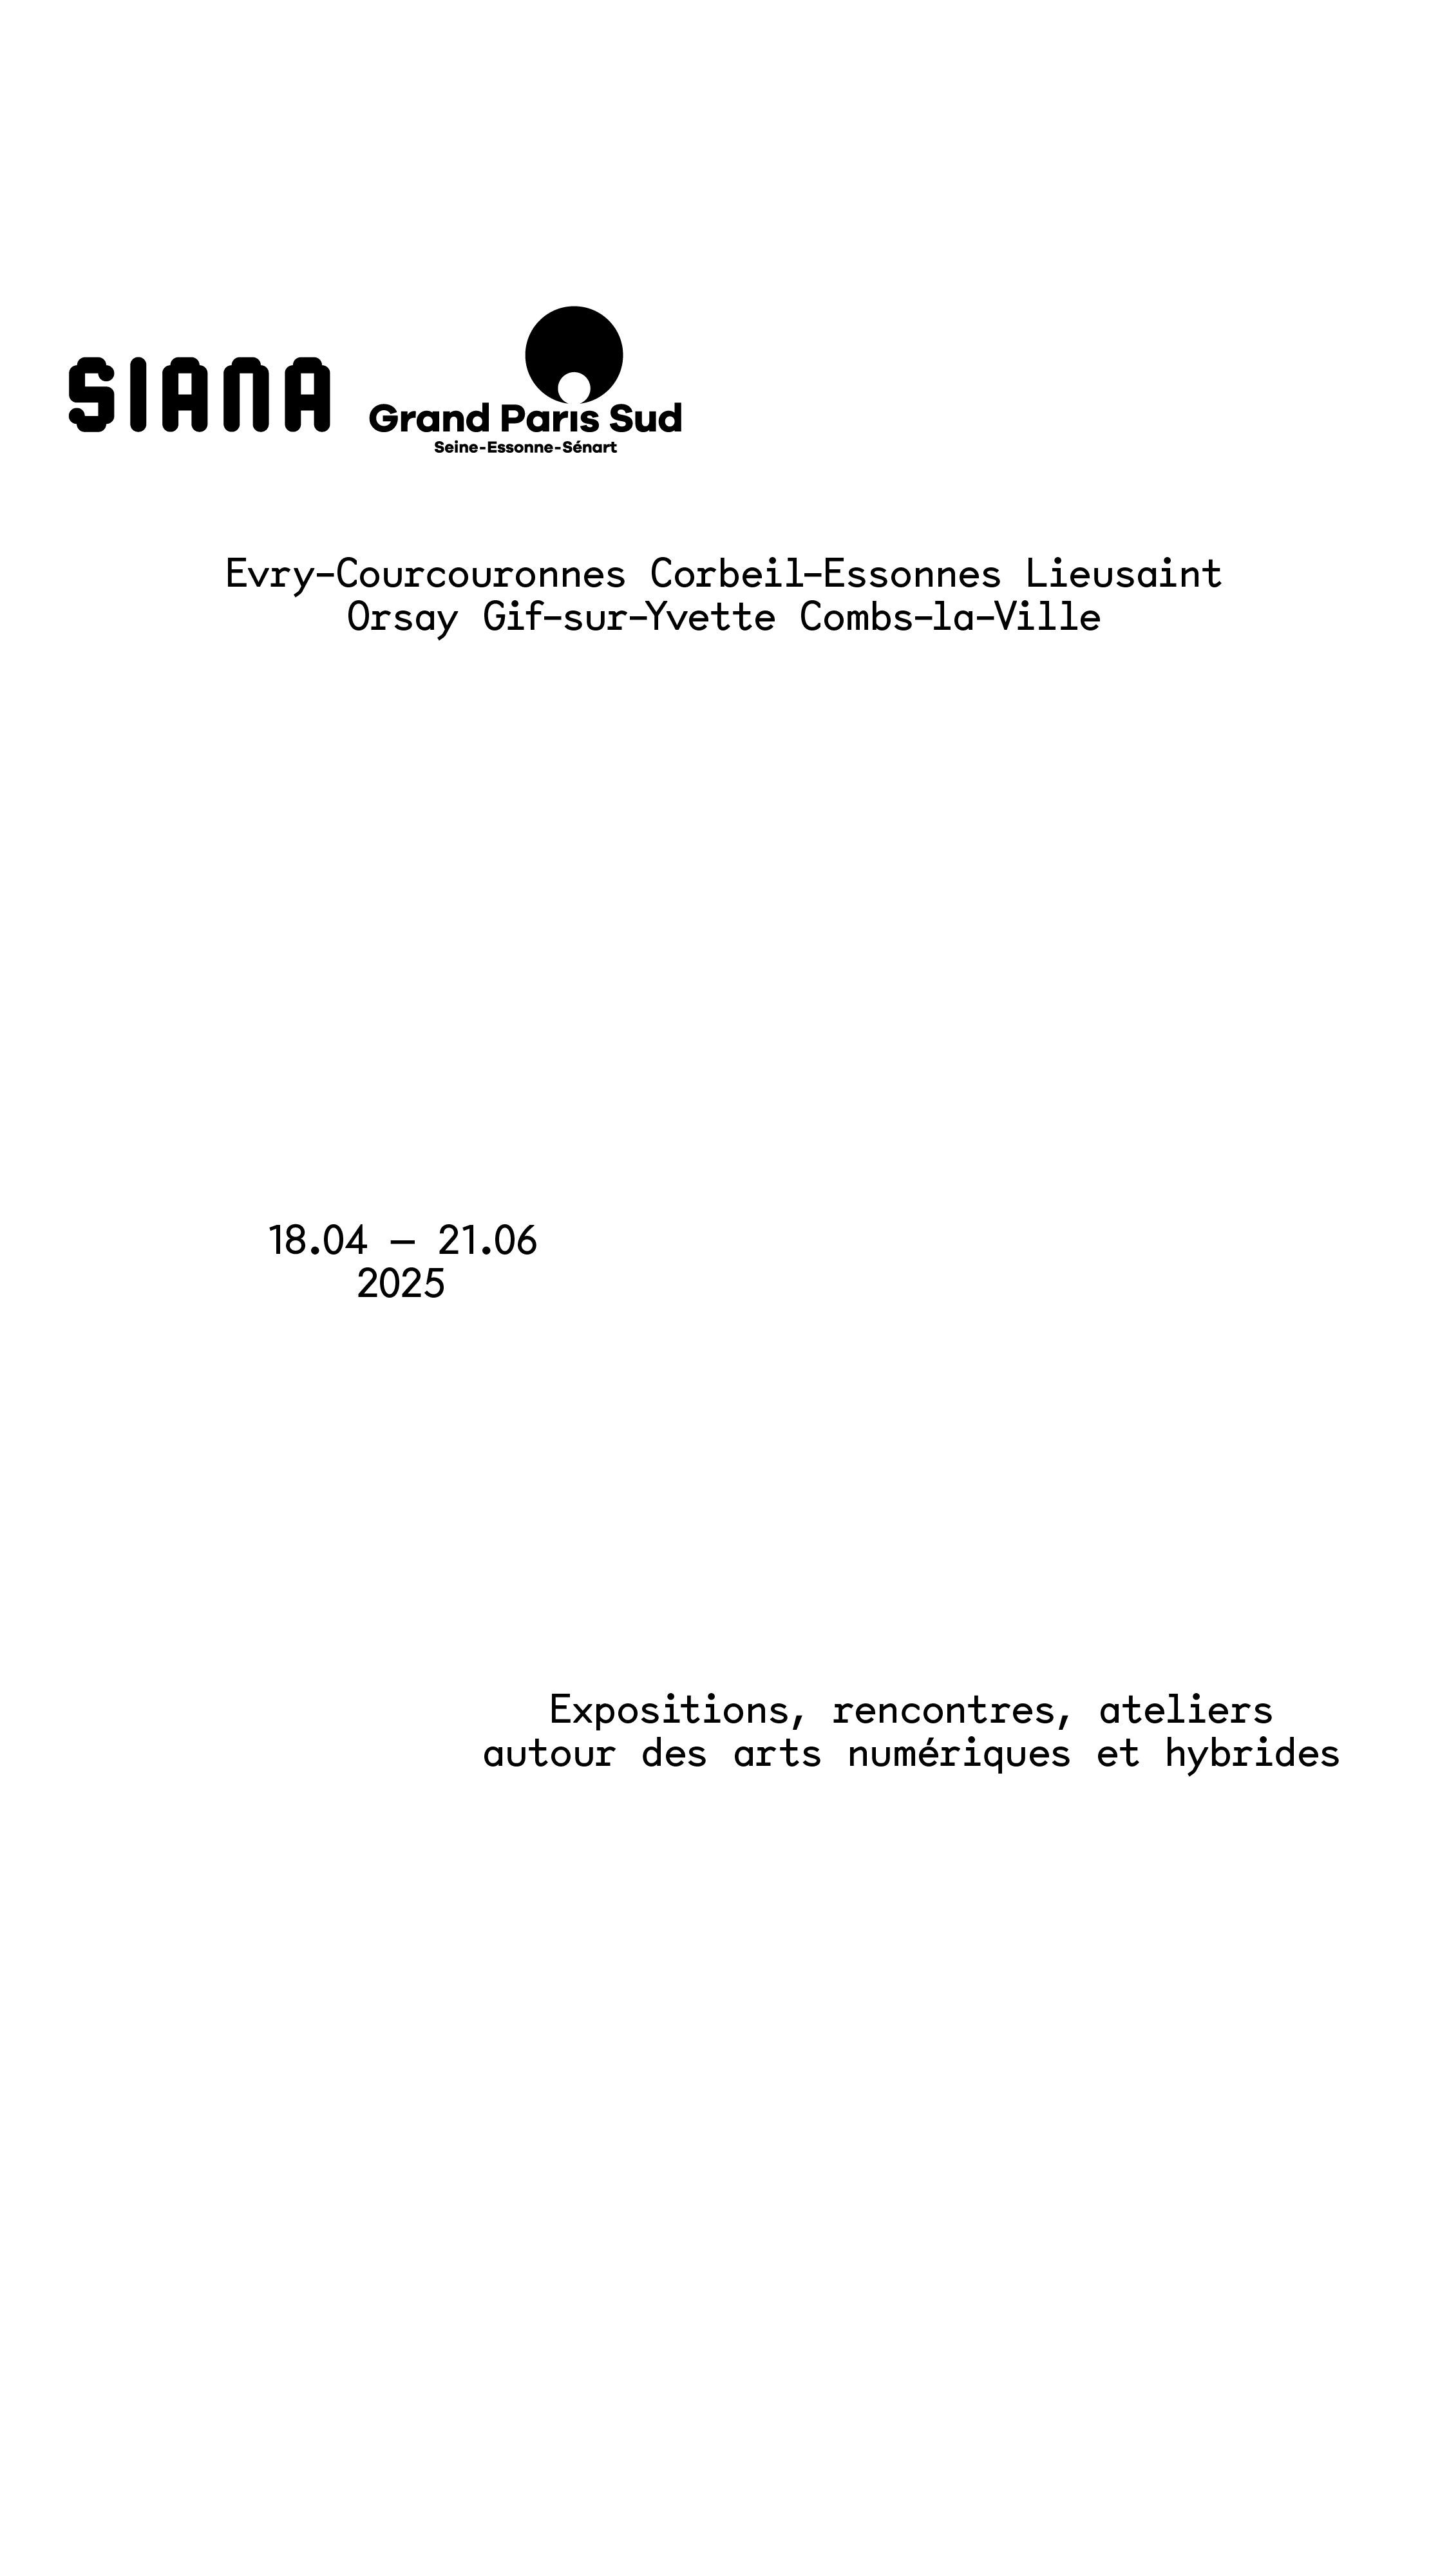 SIANA
Grand Paris Sud
Seine-Essonne-Sénart
Evry-Courcouronnes Corbeil-Essonnes Lieusaint
Orsay Gif-sur-Yvette Combs-la-Ville
18.04 — 21.06
2025
Expositions, rencontres, ateliers
autour des arts numériques et hybrides